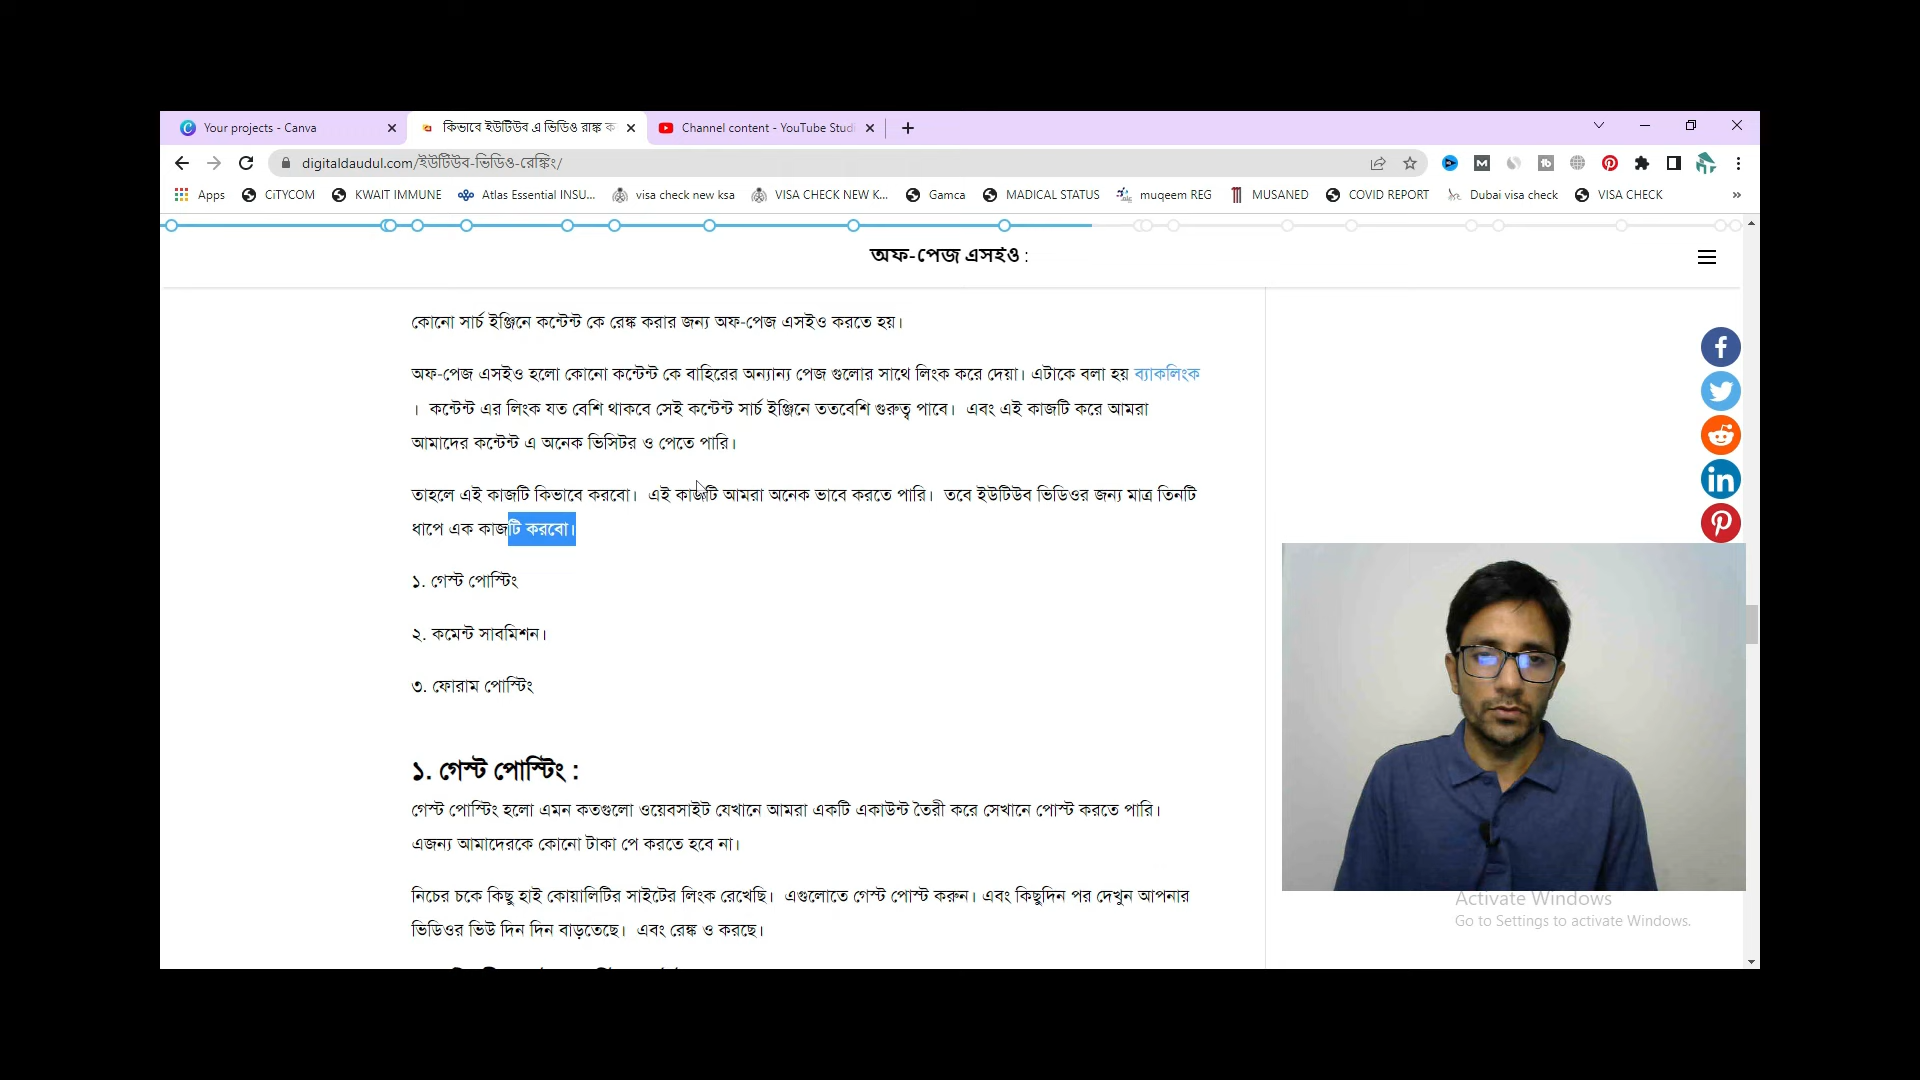 Your projects - Canva
কিভাবে ইউটিউব এ ভিডিও রাঙ্ক ক
Channel content - YouTube Studi
digitaldaudul.com/ইউটিউব-ভিডিও-রেঙ্কিং/
Apps
CiTYCOM
KWAIT IMMUNE
Atlas Essential INSU...
visa check new ksa
VISA CHECK NEW K...
Gamca
MADICAL STATUS
muqeem REG
MUSANED
COVID REPORT
Dubai visa check
VISA CHECK
»
অফ-পেজ এসইও :
কোনো সার্চ ইঞ্জিনে কন্টেন্ট কে রেঙ্ক করার জন্য অফ-পেজ এসইও করতে হয়।
অফ-পেজ এসইও হলো কোনো কন্টেন্ট কে বাহিরের অন্যান্য পেজ গুলোর সাথে লিংক করে দেয়া। এটাকে বলা হয় ব্যাকলিংক
। কন্টেন্ট এর লিংক যত বেশি থাকবে সেই কন্টেন্ট সার্চ ইঞ্জিনে ততবেশি গুরুত্ব পাবে। এবং এই কাজটি করে আমরা
আমাদের কন্টেন্ট এ অনেক ভিসিটর ও পেতে পারি।
তাহলে এই কাজটি কিভাবে করবো। এই কাজটি আমরা অনেক ভাবে করতে পারি। তবে ইউটিউব ভিডিওর জন্য মাত্র তিনটি
ধাপে এক কাজটি করবো।
১. গেস্ট পোস্টিং
২. কমেন্ট সাবমিশন।
৩. ফোরাম পোস্টিং
১. গেস্ট পোস্টিং :
গেস্ট পোস্টিং হলো এমন কতগুলো ওয়েবসাইট যেখানে আমরা একটি একাউন্ট তৈরী করে সেখানে পোস্ট করতে পারি।
এজন্য আমাদেরকে কোনো টাকা পে করতে হবে না।
নিচের চকে কিছু হাই কোয়ালিটির সাইটের লিংক রেখেছি। এগুলোতে গেস্ট পোস্ট করুন। এবং কিছুদিন পর দেখুন আপনার
ভিডিওর ভিউ দিন দিন বাড়তেছে। এবং রেঙ্ক ও করছে।
Activate Windows
Go to Settings to activate Windows.